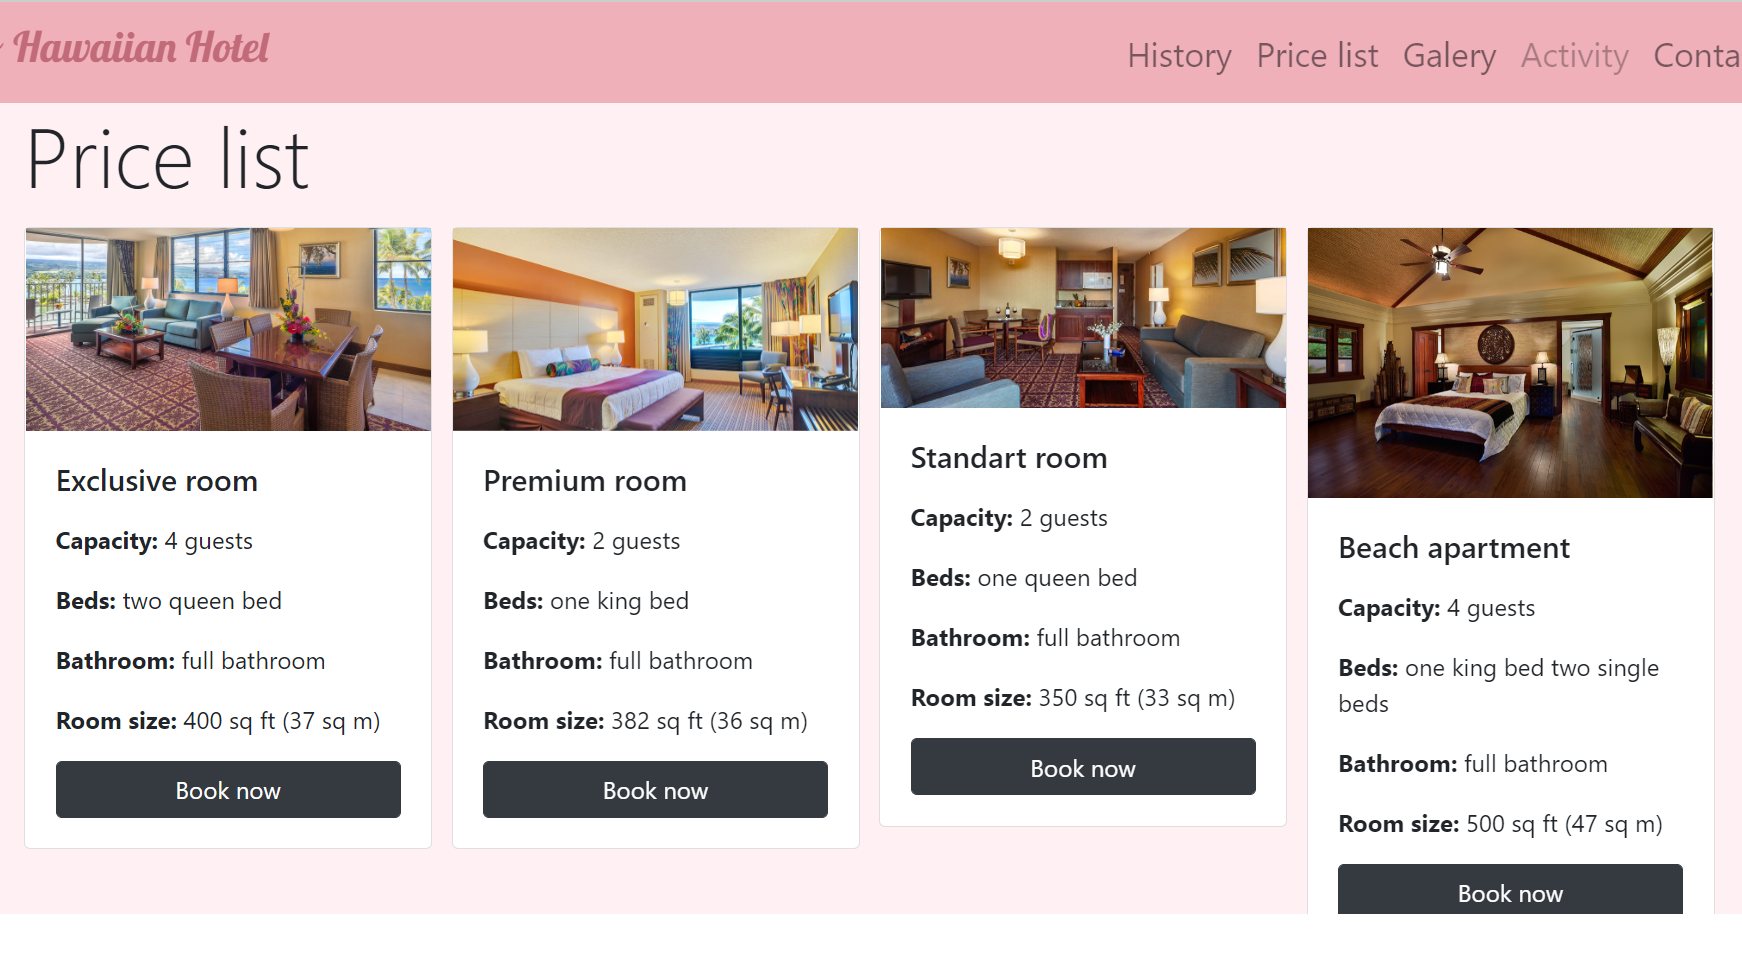 Hawaiian Hotel
History Price list Galery Activity Conta
Price list
Exclusive room
Capacity: 4 guests
Beds: two queen bed
Bathroom: full bathroom
Room size: 400 sq ft (37 sq m)
Book now
Premium room
Capacity: 2 guests
Beds: one king bed
Bathroom: full bathroom
Room size: 382 sq ft (36 sq m)
Book now
Standart room
Capacity: 2 guests
Beds: one queen bed
Bathroom: full bathroom
Room size: 350 sq ft (33 sq m)
Book now
Beach apartment
Capacity: 4 guests
Beds: one king bed two single
beds
Bathroom: full bathroom
Room size: 500 sq ft (47 sq m)
Book now